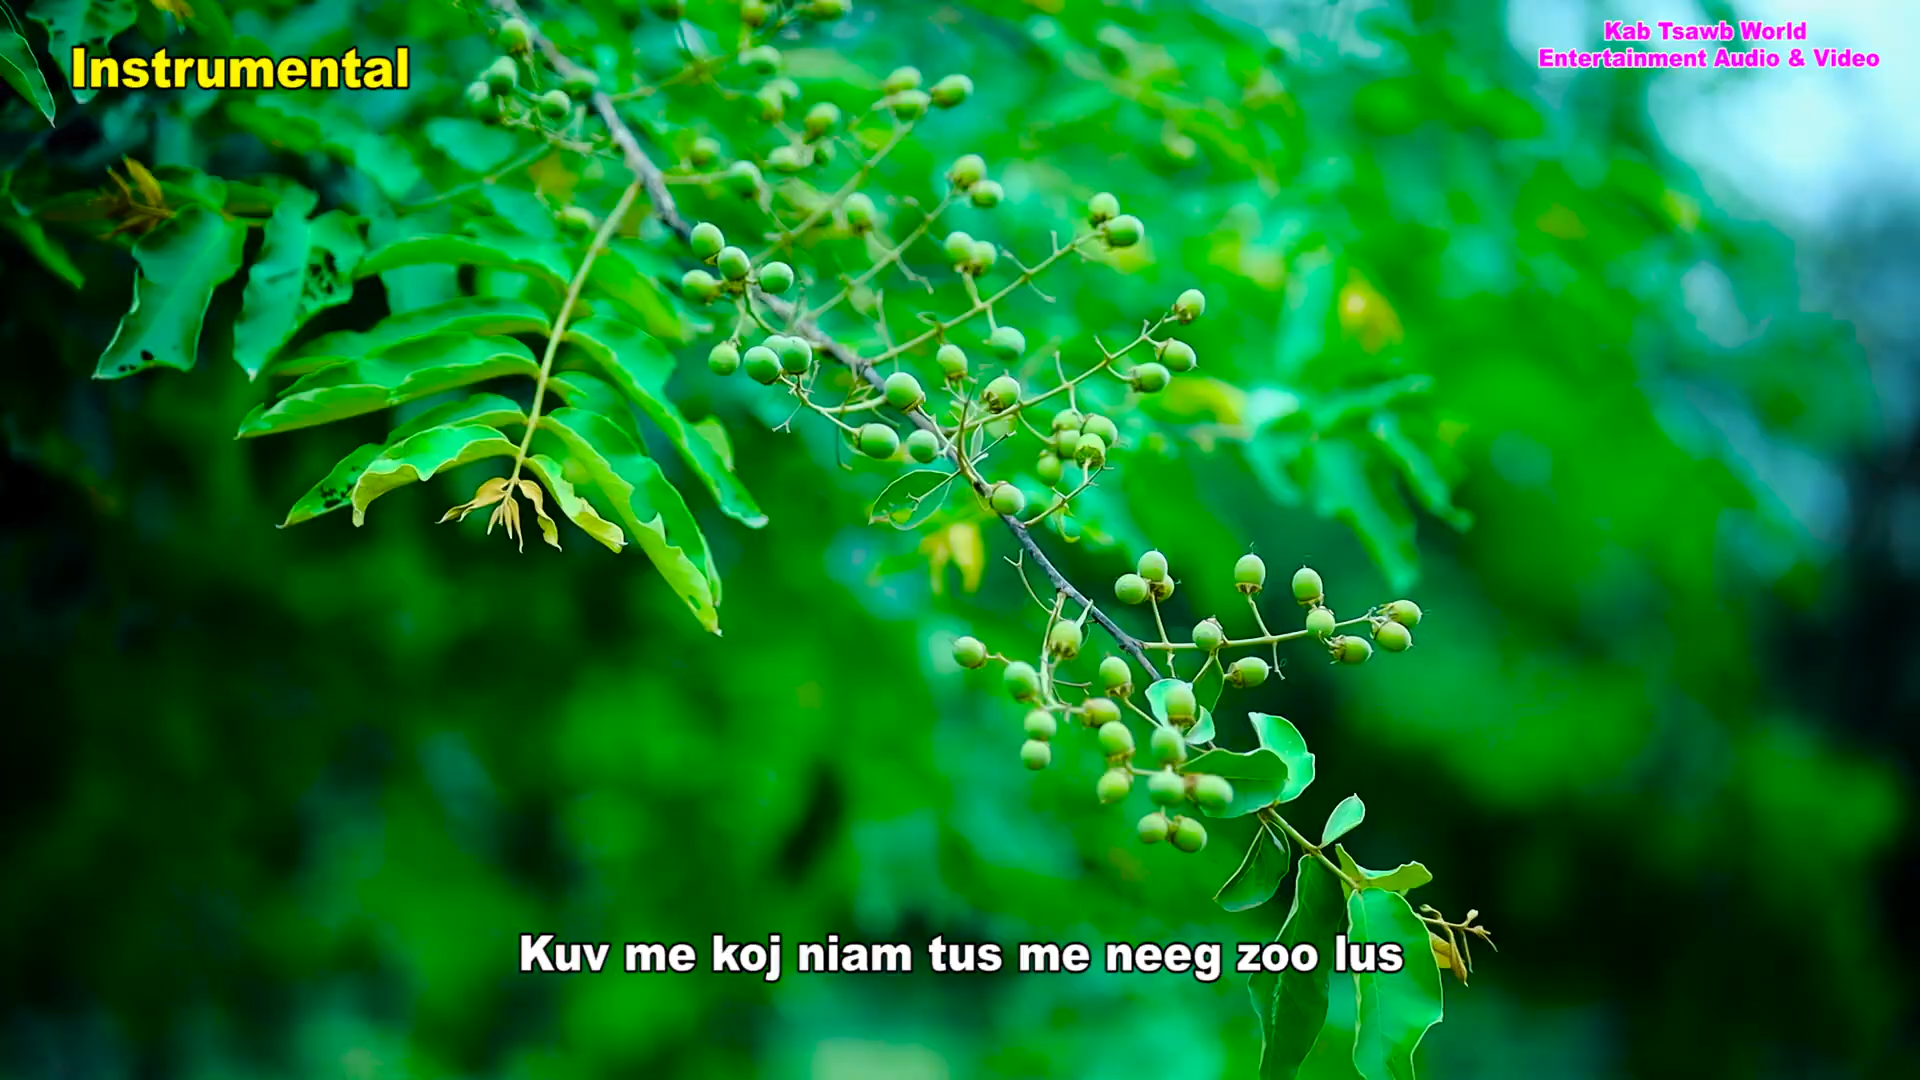 Instrumental
Kab Tsawb World
Entertainment Audio & Video
Kuv me koj niam tus me neeg zoo lus